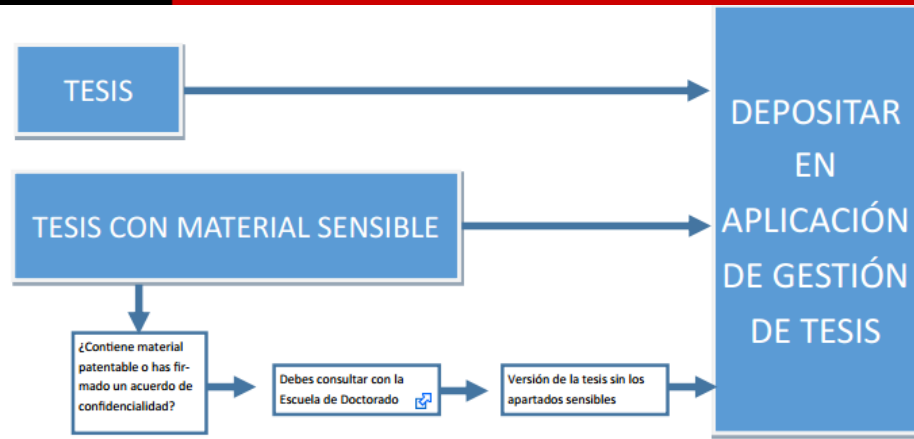 TESIS
TESIS CON MATERIAL SENSIBLE
¿Contiene material
patentable o has fir-
mado un acuerdo de
confidencialidad?
Debes consultar con la
Escuela de Doctorado
Versión de la tesis sin los
apartados sensibles
DEPOSITAR
EN
APLICACIÓN
DE GESTIÓN
DE TESIS